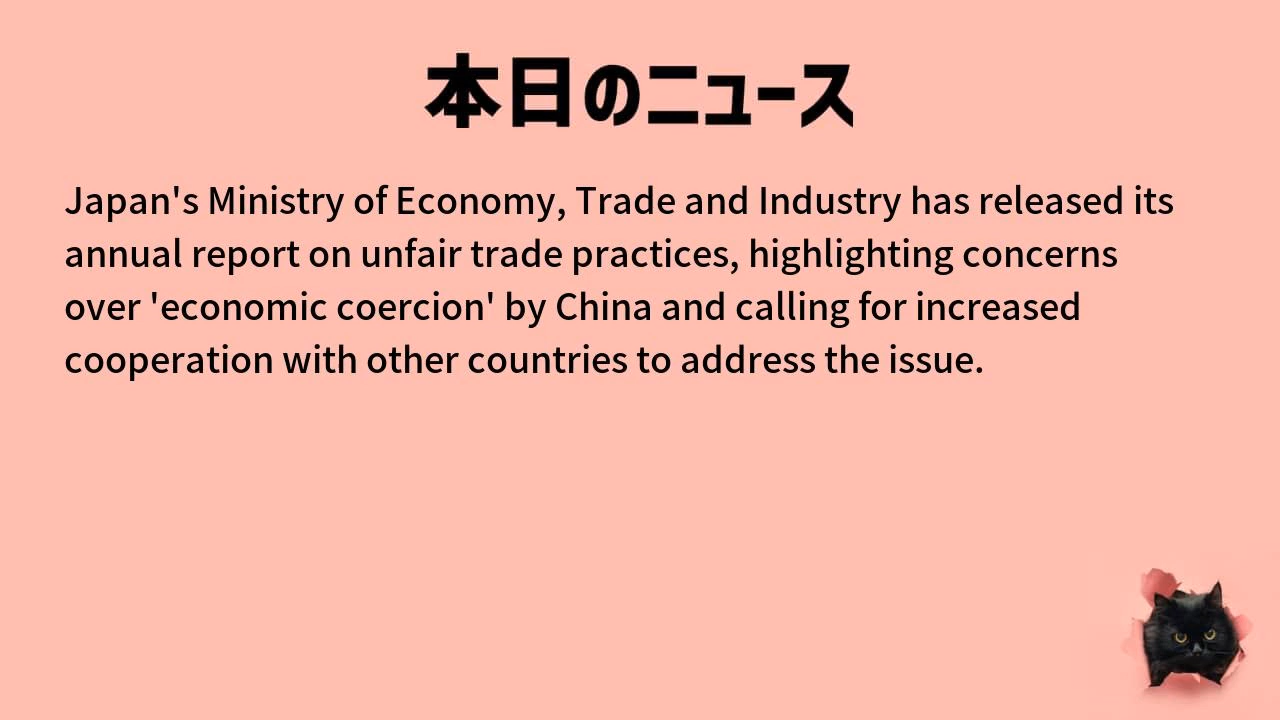 本日のニュース
Japan's Ministry of Economy, Trade and Industry has released its
annual report on unfair trade practices, highlighting concerns
over 'economic coercion' by China and calling for increased
cooperation with other countries to address the issue.